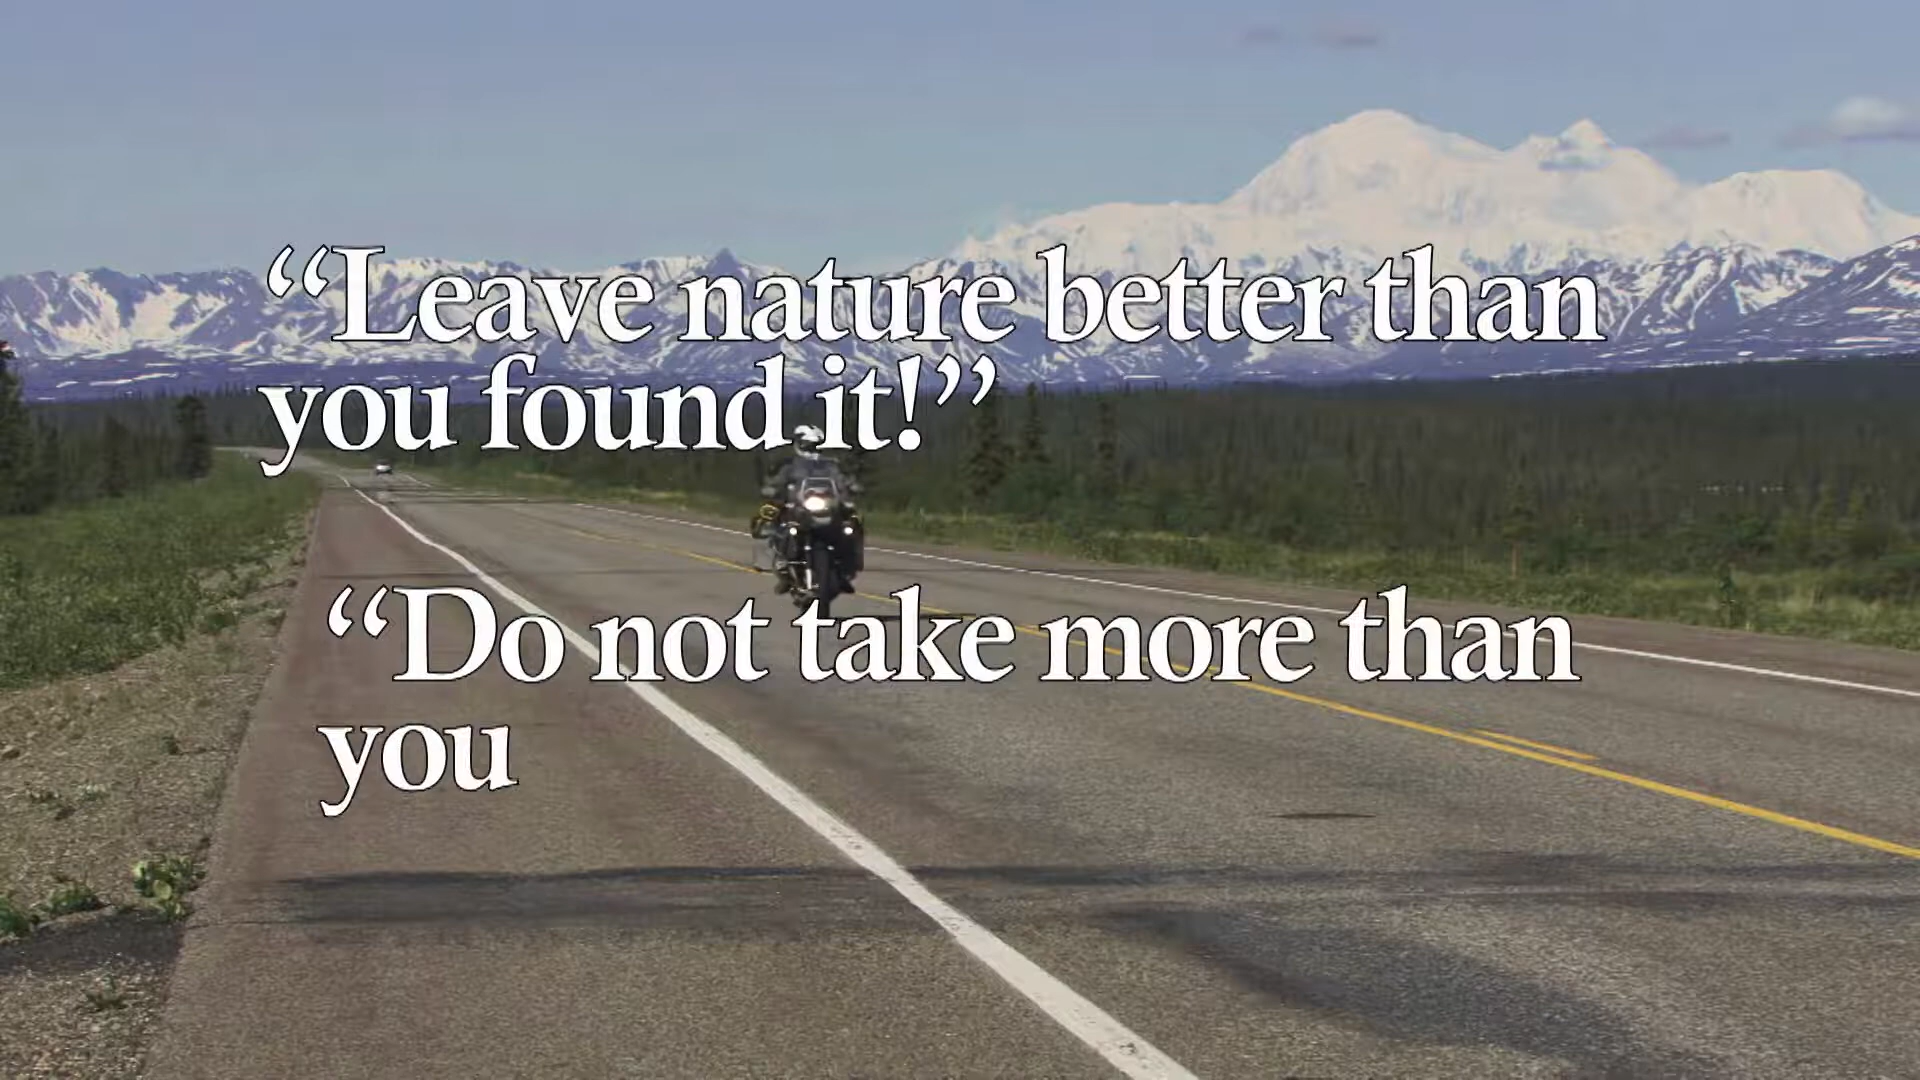 “Leave nature better than
you found it!”
“Do not take more than
you